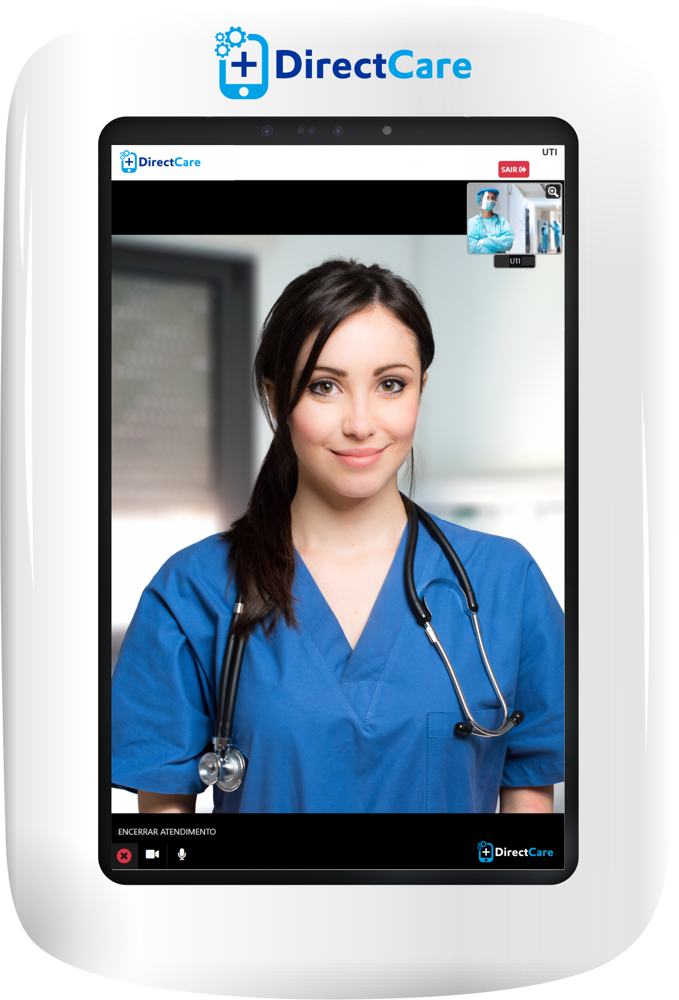 DirectCare
DirectCare
UTI
SAIR
UTI
ENCERRAR ATENDIMENTO
DirectCare